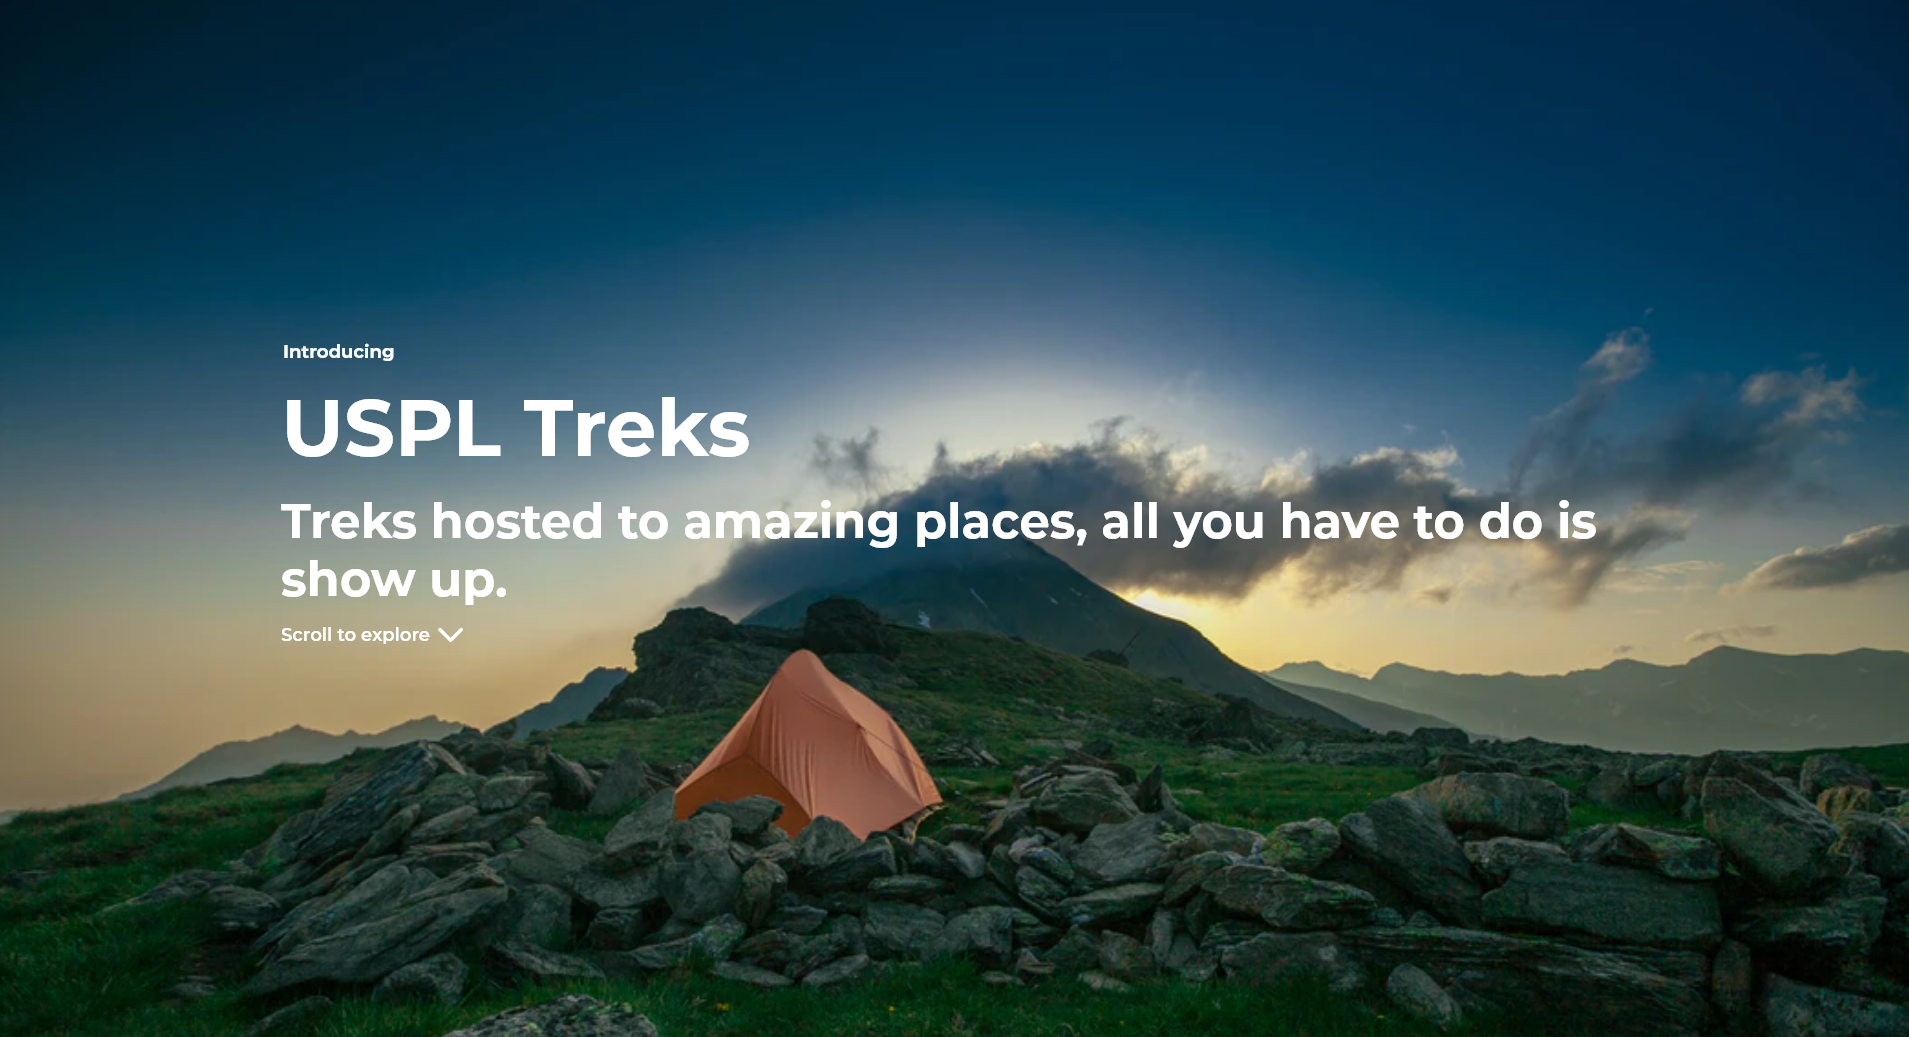 Introducing
USPL Treks
Treks hosted to amazing places, all you have to do is
show up.
Scroll to explore